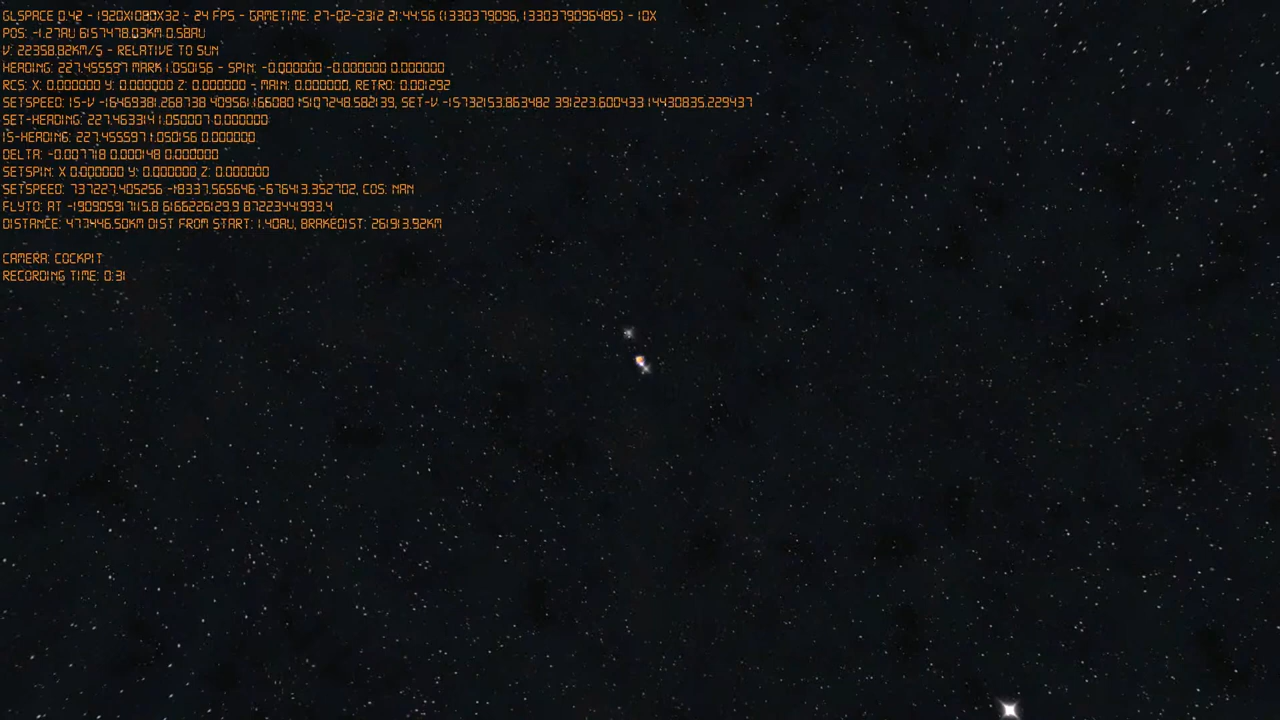 GLSPACE 0.42 - 1920X1080X32 - 24 FPS - GAMETIME: 27-02-2312 21:44:56 (1330379096, 1330379096485) - 10X
POS: -1.27AU 6157478.03KM 0.58AU
V: 22358.82KM/S - RELATIVE TO SUN
HEADING: 227.455597 MARK 1.050156 - SPIN: -0.000000 -0.000000 0.000000
RCS: X: 0.000000 Y: 0.000000 Z: 0.000000 - MAIN: 0.000000, RETRO: 0.001292
SETSPEED: IS-V -16469381.268738 409561.166080 15107248.582139, SET-V -15732153.863482 391223.600433 14430835.229437
SET-HEADING: 227.463314 1.050007 0.000000
IS-HEADING: 227.455597 1.050156 0.000000
DELTA: -0.007718 0.000148 0.000000
SETSPIN: X 0.000000 Y: 0.000000 Z: 0.000000
SETSPEED: 737227.405256 -18337.565646 -676413.352702, COS: NAN
FLYTO: AT -190905917115.8 6166226129.9 87223441993.4
DISTANCE: 477446.50KM DIST FROM START: 1.40AU, BRAKEDIST: 261913.92KM
CAMERA: COCKPIT
RECORDING TIME: 0:31